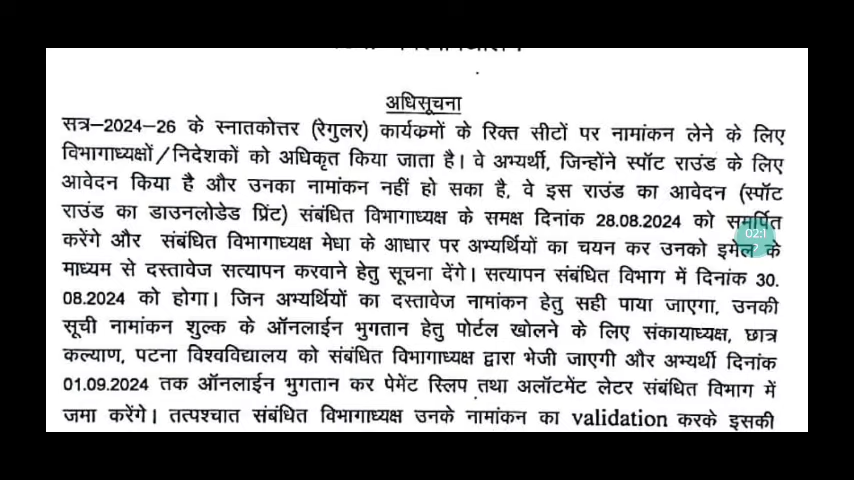 अधिसूचना
सत्र–2024–26 के स्नातकोत्तर (रेगुलर) कार्यकमों के रिक्त सीटों पर नामांकन लेने के लिए
विभागाध्यक्षों/निदेशकों को अधिकृत किया जाता है। वे अभ्यर्थी, जिन्होंने स्पॉट राउंड के लिए
आवेदन किया है और उनका नामांकन नहीं हो सका है, वे इस राउंड का आवेदन (स्पॉट
राउंड का डाउनलोडेड प्रिंट) संबंधित विभागाध्यक्ष के समक्ष दिनांक 28.08.2024 को समर्पित
करेंगे और संबंधित विभागाध्यक्ष मेधा के आधार पर अभ्यर्थियों का चयन कर उनको इमेल के
माध्यम से दस्तावेज सत्यापन करवाने हेतु सूचना देंगे। सत्यापन संबंधित विभाग में दिनांक 30.
08.2024 को होगा। जिन अभ्यर्थियों का दस्तावेज नामांकन हेतु सही पाया जाएगा, उनकी
सूची नामांकन शुल्क के ऑनलाईन भुगतान हेतु पोर्टल खोलने के लिए संकायाध्यक्ष, छात्र
कल्याण, पटना विश्वविद्यालय को संबंधित विभागाध्यक्ष द्वारा भेजी जाएगी और अभ्यर्थी दिनांक
01.09.2024 तक ऑनलाईन भुगतान कर पेमेंट स्लिप तथा अलॉटमेंट लेटर संबंधित विभाग में
जमा करेंगे। तत्पश्चात संबंधित विभागाध्यक्ष उनके नामांकन का validation करके इसकी